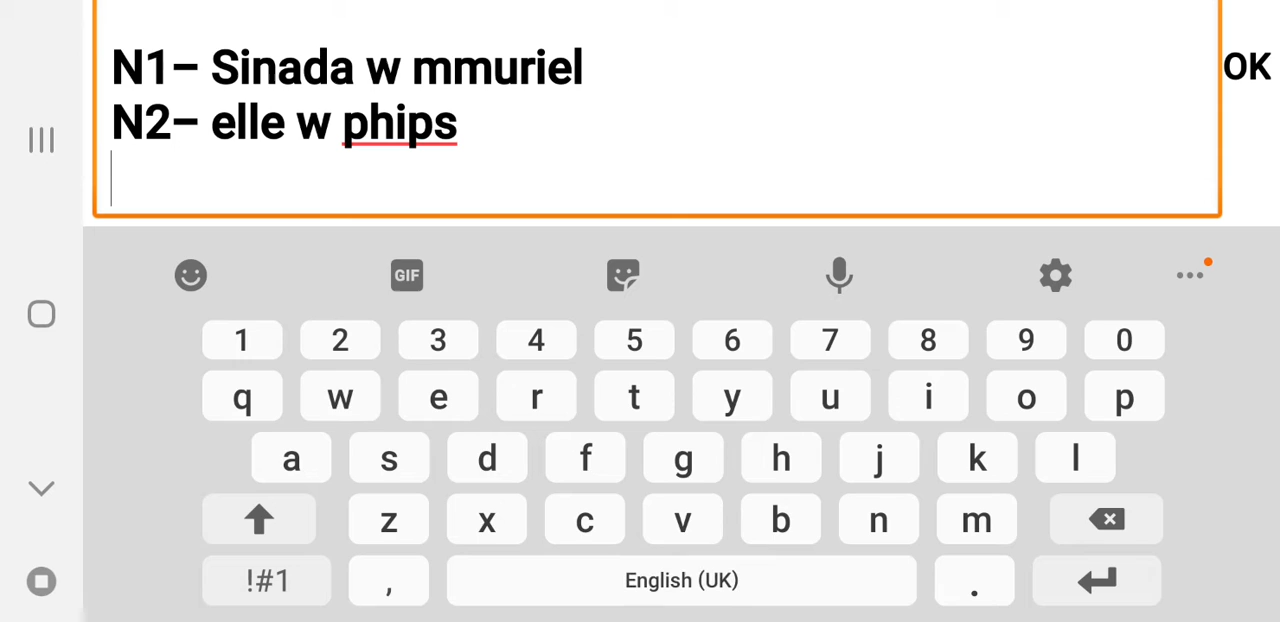 N1– Sinada w mmuriel
OK
N2– elle w phips
GIF
1 2 3 4 5 6 7 8 9 0
q w e r t y u i o p
a s d f g h j k l
z x c v b n m
!#1 , English (UK) .